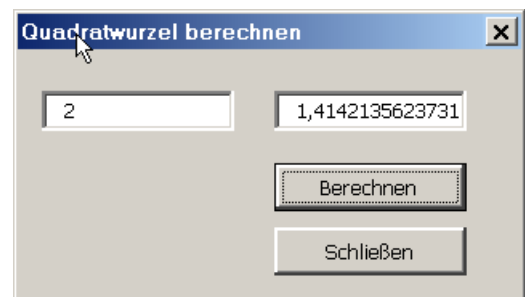 Quadratwurzel berechnen
2
1,4142135623731
Berechnen
Schließen